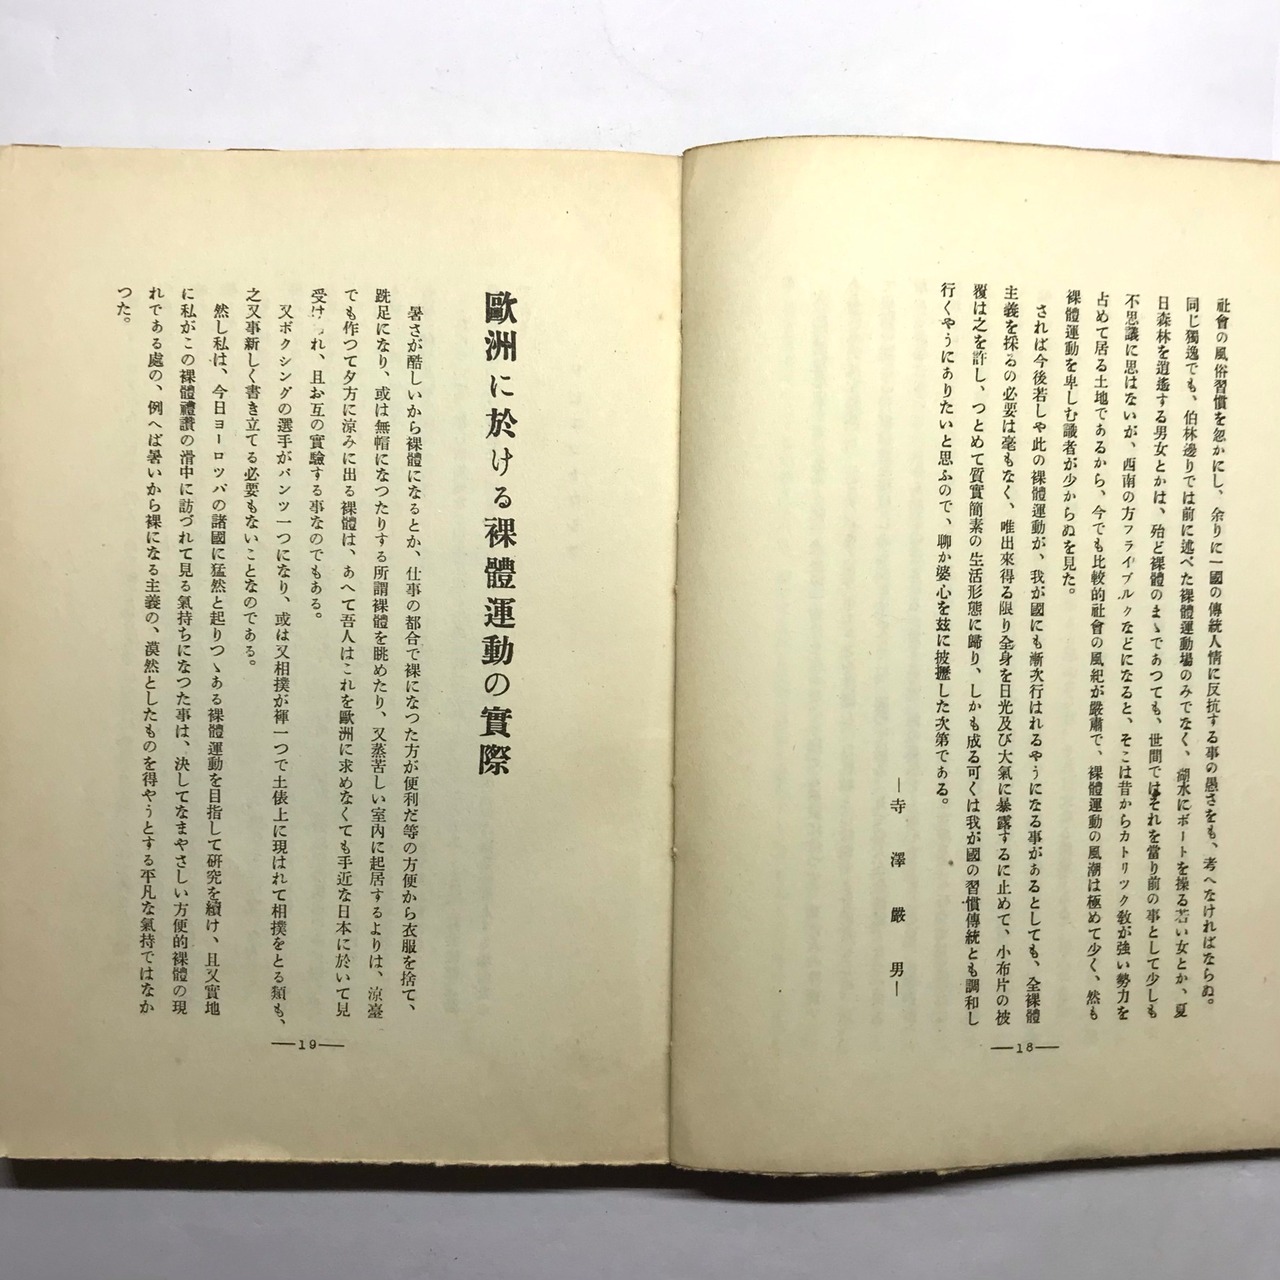 社會の風俗習慣を忽かにし、余りに一國の傳統人情に反抗する事の愚さをも、考へなければならぬ。
同じ獨逸でも、伯林邊りでは前に述べた裸體運動場のみでなく、湖水にボートを操る若い女とか、夏
日森林を逍遙する男女とかは、殆ど裸體のまゝであつても、世間ではそれを當り前の事として少しも
不思議に思はないが、西南の方フライブルクなどになると、そこは昔からカトリツク敎が強い勢力を
占めて居る土地であるから、今でも比較的社會の風紀が嚴肅で、裸體運動の風潮は極めて少く、然も
裸體運動を卑しむ識者が少からぬを見た。
されば今後若しや此の裸體運動が、我が國にも漸次行はれるやうになる事があるとしても、全裸體
主義を採るの必要は毫もなく、唯出來得る限り全身を日光及び大氣に暴露するに止めて、小布片の被
覆は之を許し、つとめて質實簡素の生活形態に歸り、しかも成る可くは我が國の習慣傳統とも調和し
行くやうにありたいと思ふので、聊か婆心を玆に披攊した次第である。
―寺澤嚴男―
―18―
歐洲に於ける裸體運動の實際
暑さが酷しいから裸體になるとか、仕事の都合で裸になつた方が便利だ等の方便から衣服を捨て、
跣足になり、或は無帽になつたりする所謂裸體を眺めたり、又蒸苦しい室內に起居するよりは、涼臺
でも作つて夕方に涼みに出る裸體は、あへて吾人はこれを歐洲に求めなくても手近な日本に於いて見
受け れ、且お互の實驗する事なのでもある。
又ボクシングの選手がパンツ一つになり、或は又相撲が褌一つで土俵上に現はれて相撲をとる類も、
之又事新しく書き立てる必要もないことなのである。
然し私は、今日ヨーロツパの諸國に猛然と起りつゝある裸體運動を目指して研究を續け、且又實地
に私がこの裸體禮讃の渦中に訪づれて見る氣持ちになつた事は、決してなまやさしい方便的裸體の現
れである處の、例へば暑いから裸になる主義の、漠然としたものを得やうとする平凡な氣持ではなか
つた。
―19―